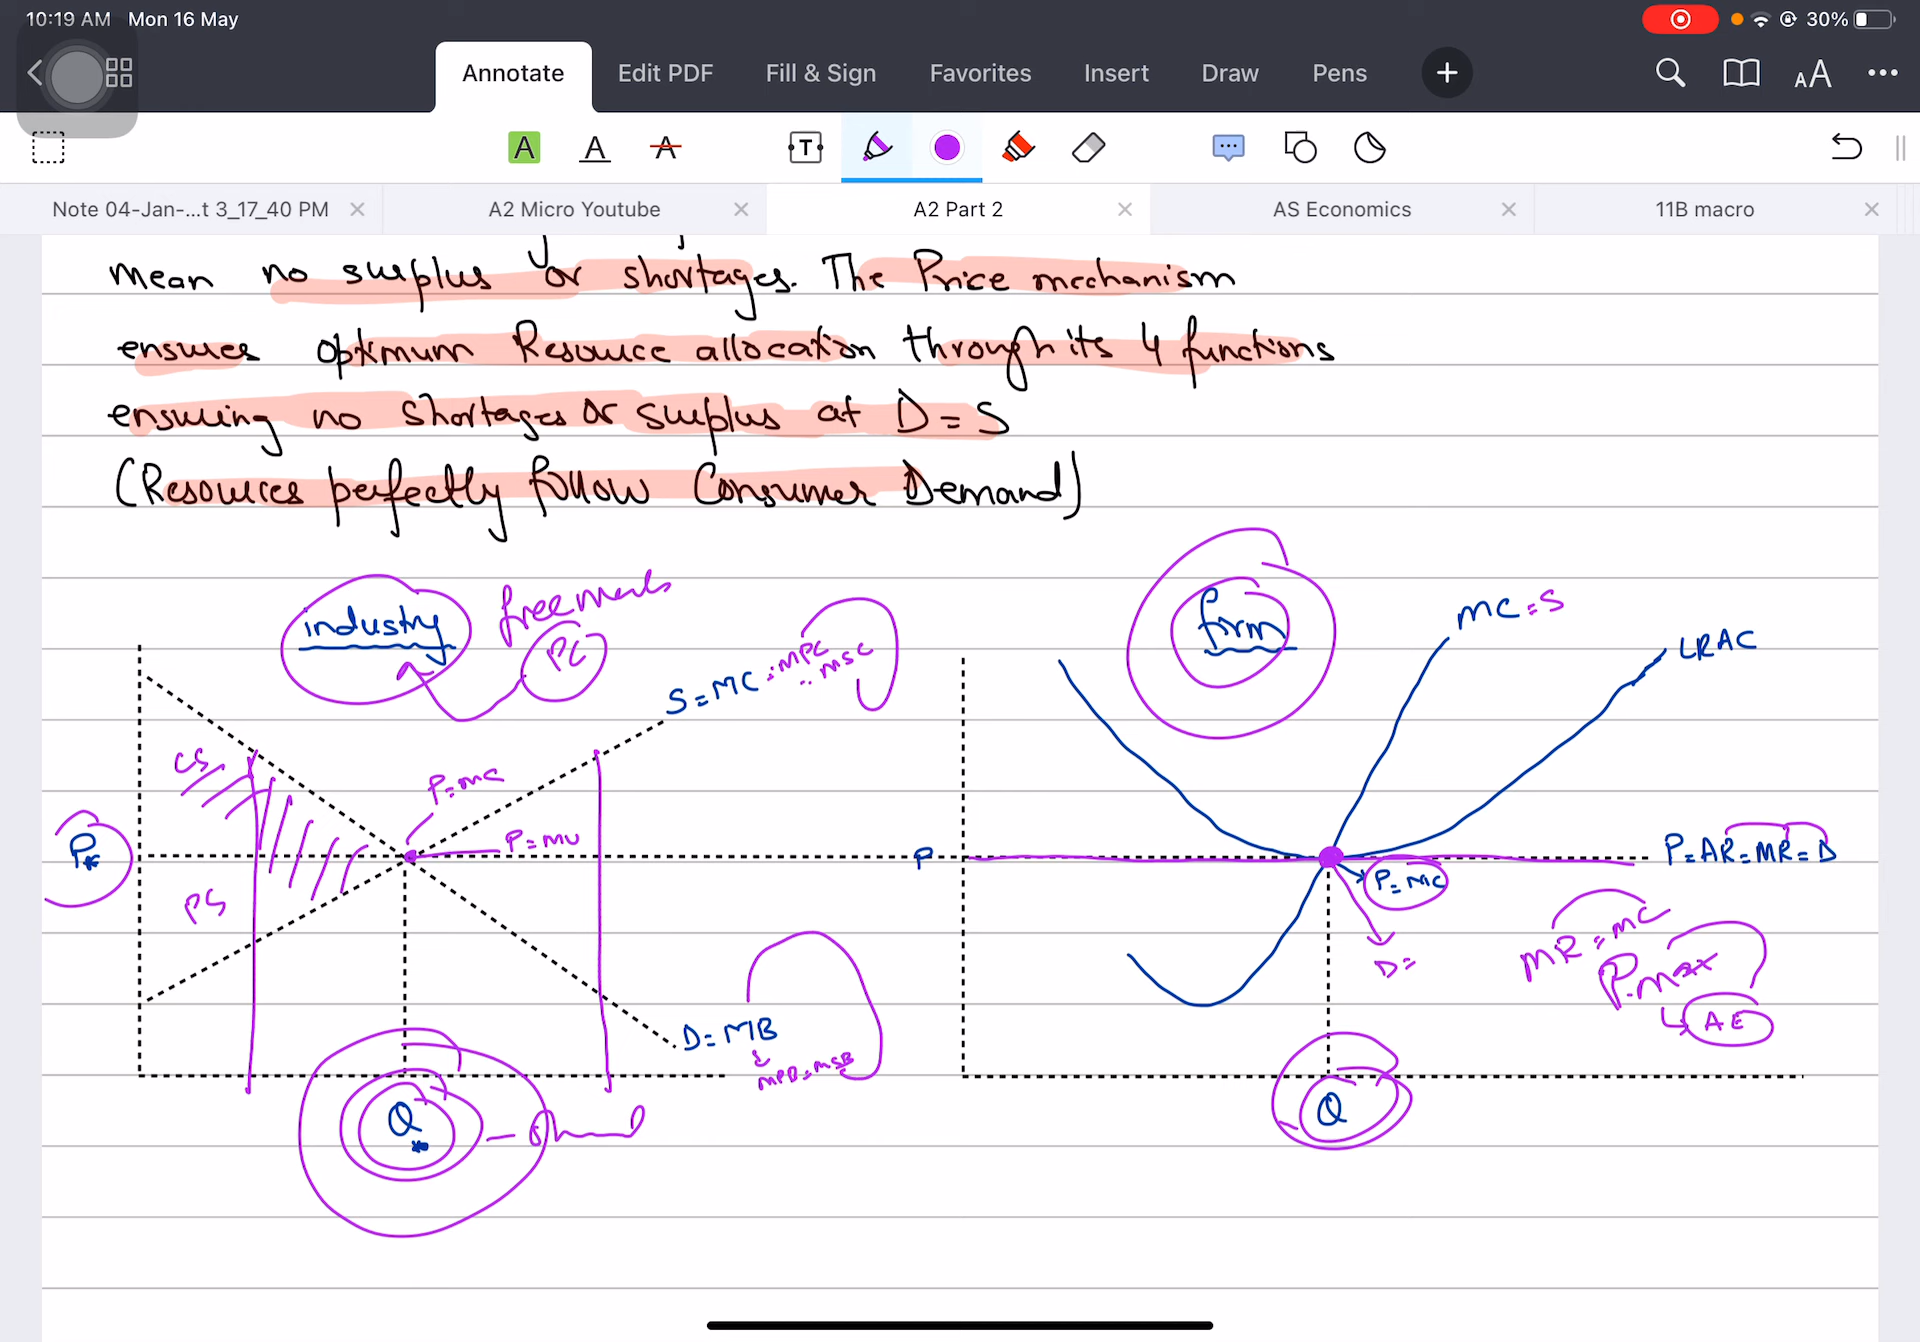 10:19 AM Mon 16 May
30%
Annotate Edit PDF Fill & Sign Favorites Insert Draw Pens
Note 04-Jan-...t 3_17_40 PM A2 Micro Youtube A2 Part 2 AS Economics 11B macro
mean no surplus or shortages. The Price mechanism
ensures optimum Resource allocation through its 4 functions
ensuring no shortages or surplus at D=S
(Resources perfectly follow Consumer Demand)
industry
PC
S=MC=MPC
=MSC
CS
P=MC
P=MU
P*
PS
D=MB
MPB=MSB
Q*
firm
MC=S
LRAC
P
P=AR=MR=D
P=MC
D=
MR=MC
P.max
AE
Q